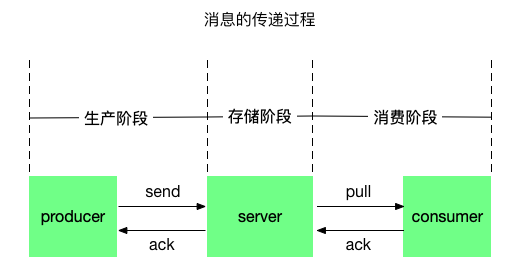 消息的传递过程
生产阶段
存储阶段
消费阶段
send
pull
producer
server
consumer
ack
ack